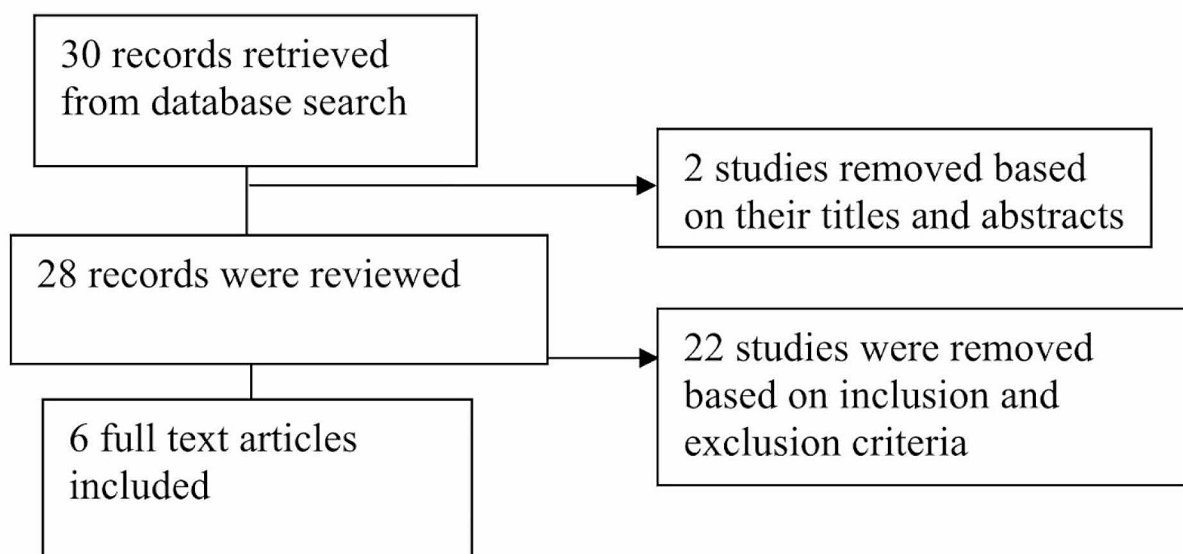 30 records retrieved
from database search
2 studies removed based
on their titles and abstracts
28 records were reviewed
22 studies were removed
based on inclusion and
exclusion criteria
6 full text articles
included